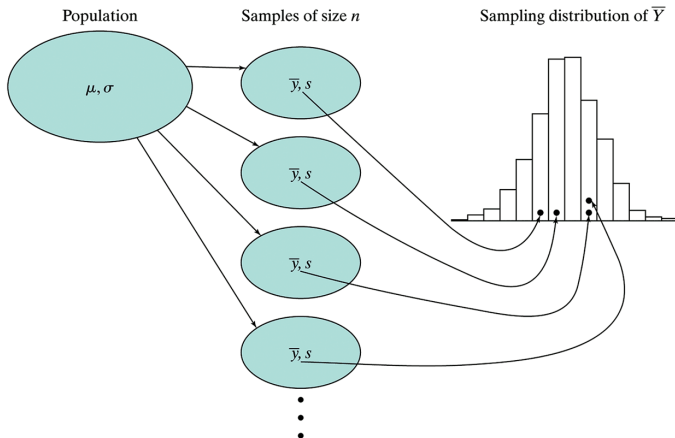 Population
Samples of size n
Sampling distribution of Y̅
μ, σ
y̅, s
y̅, s
y̅, s
y̅, s